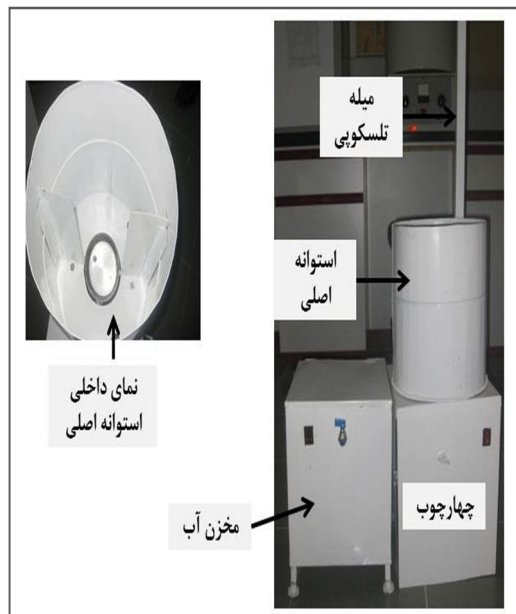 میله
تلسکوپی
استوانه
اصلی
نمای داخلی
استوانه اصلی
مخزن آب
چهارچوب